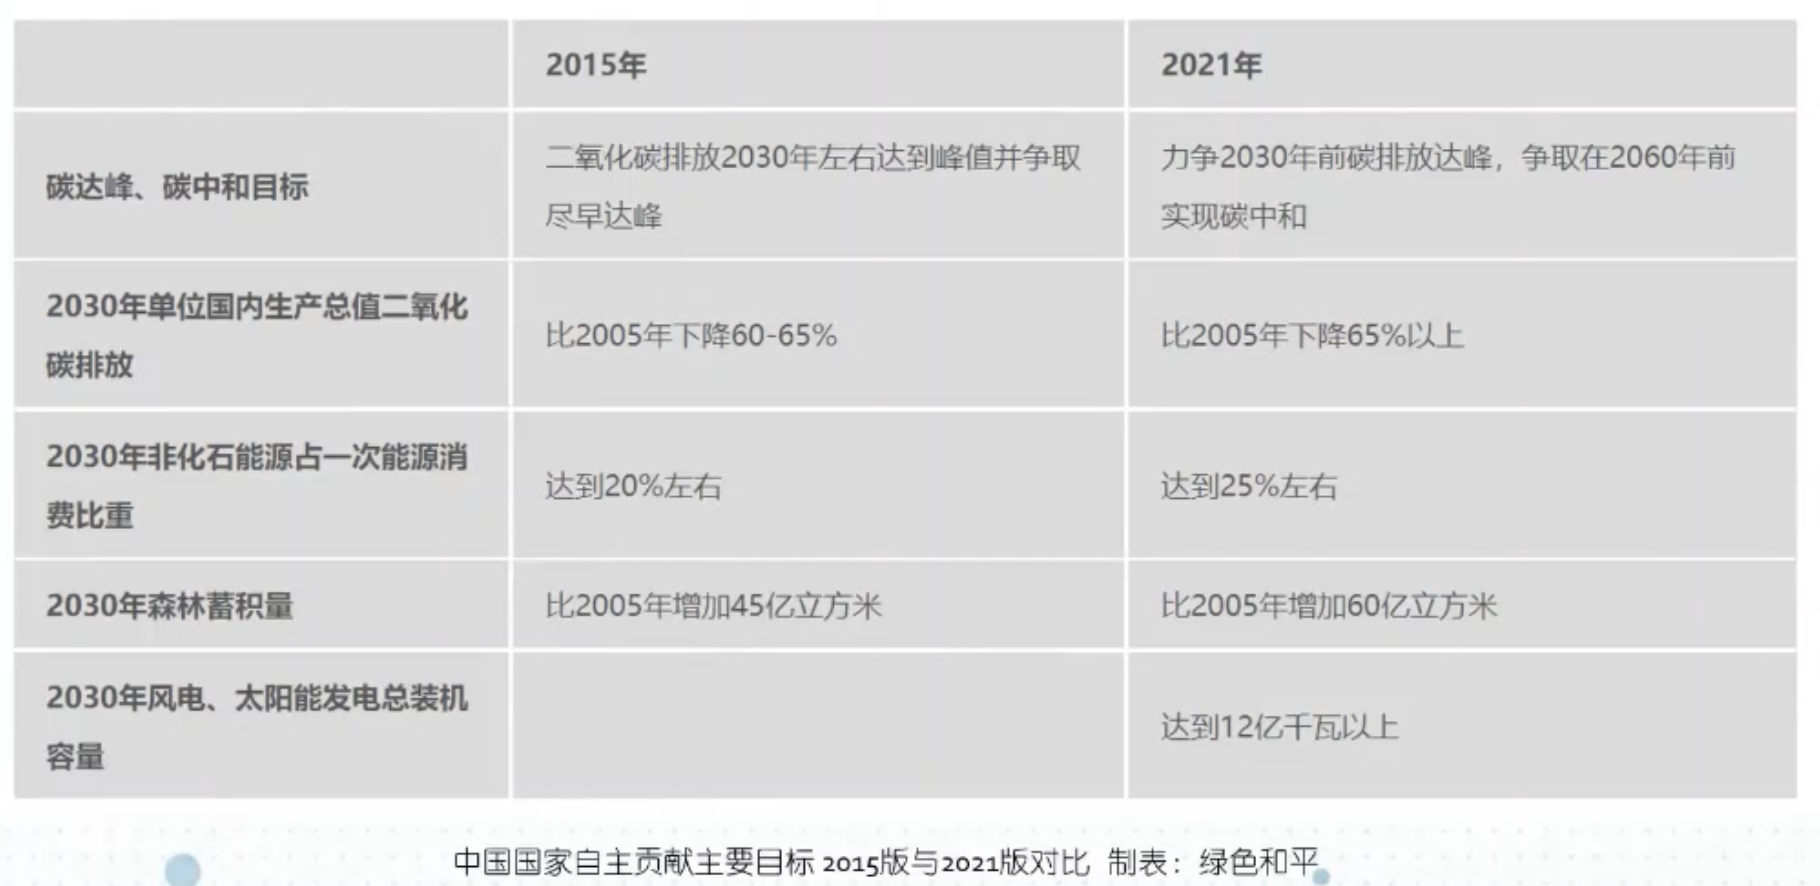 2015年
2021年
碳达峰、碳中和目标
二氧化碳排放2030年左右达到峰值并争取
尽早达峰
力争2030年前碳排放达峰，争取在2060年前
实现碳中和
2030年单位国内生产总值二氧化
碳排放
比2005年下降60-65%
比2005年下降65%以上
2030年非化石能源占一次能源消
费比重
达到20%左右
达到25%左右
2030年森林蓄积量
比2005年增加45亿立方米
比2005年增加60亿立方米
2030年风电、太阳能发电总装机
容量
达到12亿千瓦以上
中国国家自主贡献主要目标 2015版与2021版对比 制表：绿色和平